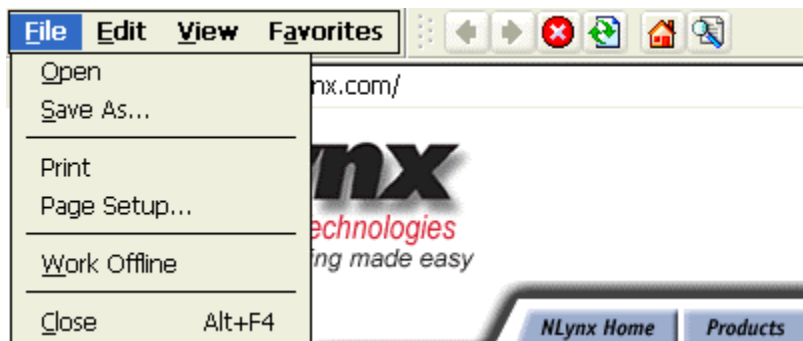 File Edit View Favorites
Open
nx.com/
Save As...
Print
nx
Page Setup...
echnologies
ing made easy
Work Offline
Close Alt+F4
NLynx Home Products